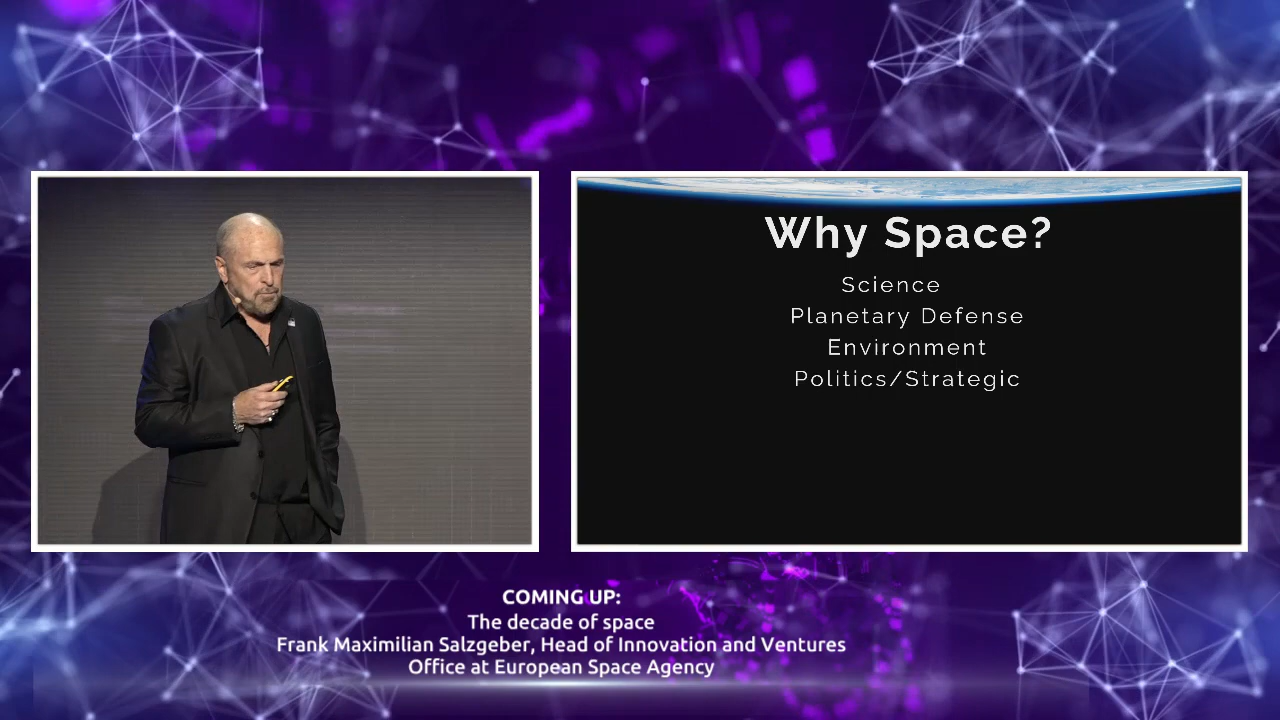 Why Space?
Science
Planetary Defense
Environment
Politics/Strategic
COMING UP:
The decade of space
Frank Maximilian Salzgeber, Head of Innovation and Ventures
Office at European Space Agency